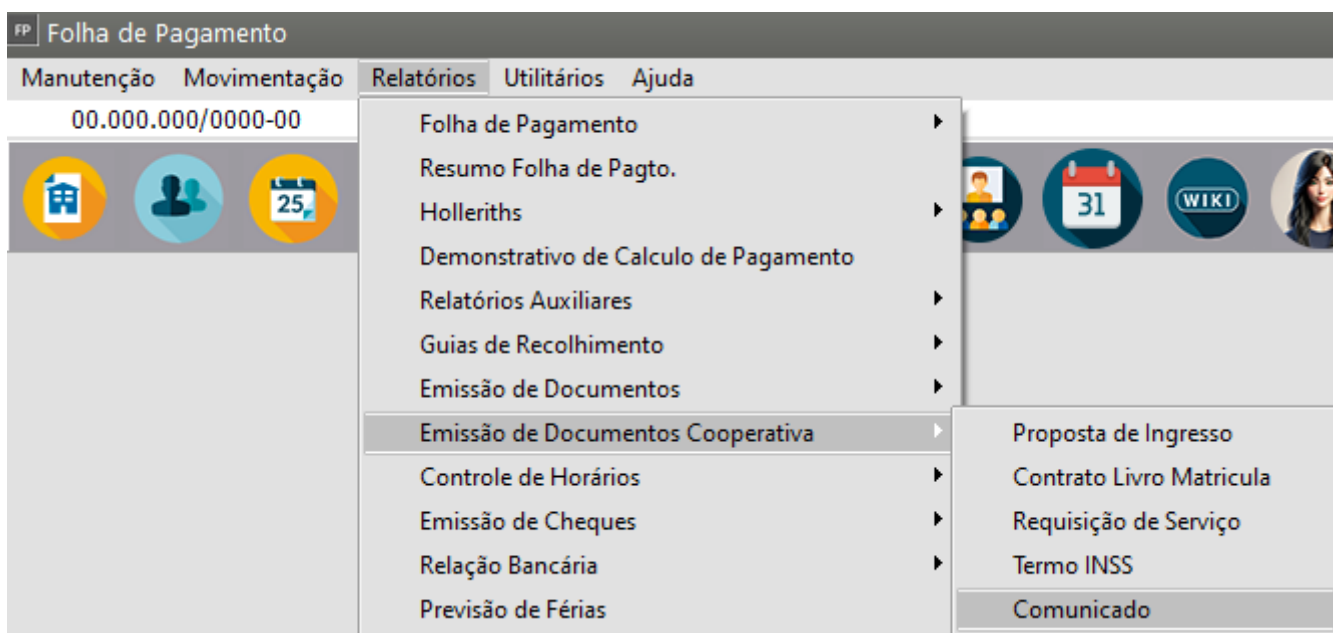 FP Folha de Pagamento
Manutenção Movimentação Relatórios Utilitários Ajuda
00.000.000/0000-00
25
31
WIKI
Folha de Pagamento
Resumo Folha de Pagto.
Holleriths
Demonstrativo de Calculo de Pagamento
Relatórios Auxiliares
Guias de Recolhimento
Emissão de Documentos
Emissão de Documentos Cooperativa
Controle de Horários
Emissão de Cheques
Relação Bancária
Previsão de Férias
Proposta de Ingresso
Contrato Livro Matricula
Requisição de Serviço
Termo INSS
Comunicado